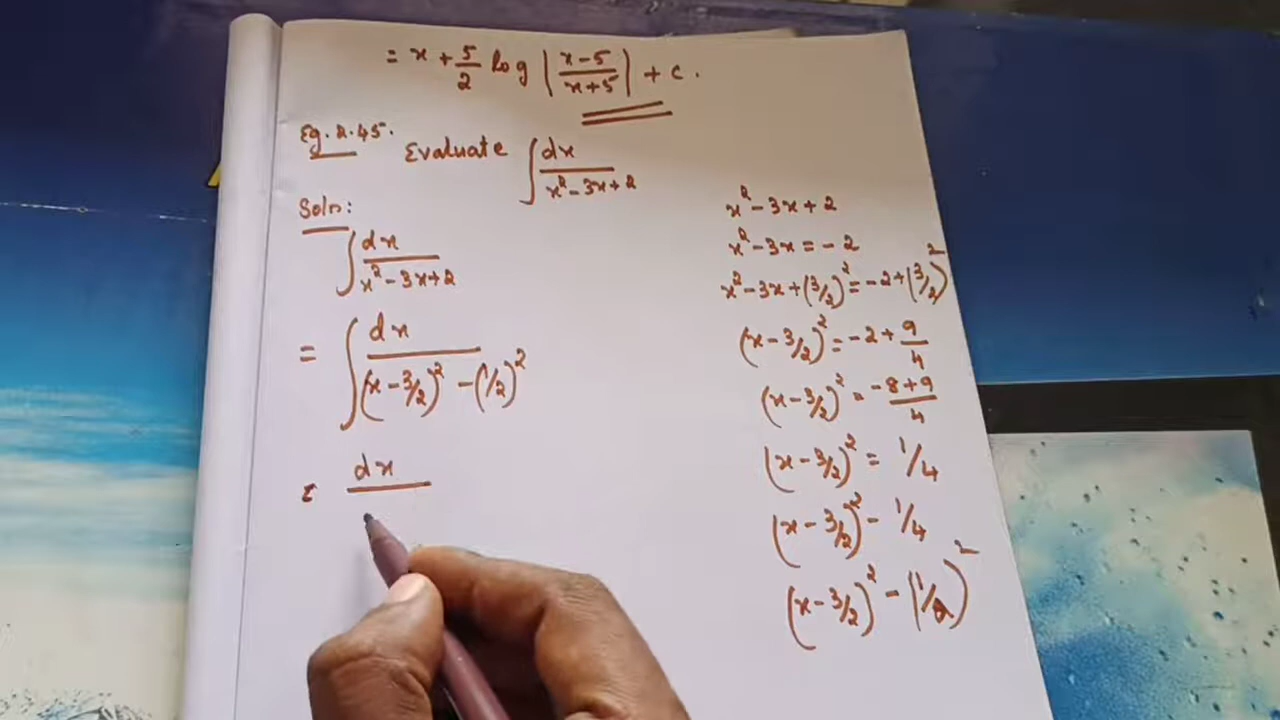 = x + 5/2 log |x-5/x+5| + c.
Eg. 2.45. Evaluate ∫ dx/x² - 3x + 2
Soln:
∫ dx/x² - 3x + 2
= ∫ dx/(x - 3/2)² - (1/2)²
= dx
x² - 3x + 2
x² - 3x = -2
x² - 3x + (3/2)² = -2 + (3/2)²
(x - 3/2)² = -2 + 9/4
(x - 3/2)² = -8+9/4
(x - 3/2)² = 1/4
(x - 3/2)² - 1/4
(x - 3/2)² - (1/2)²